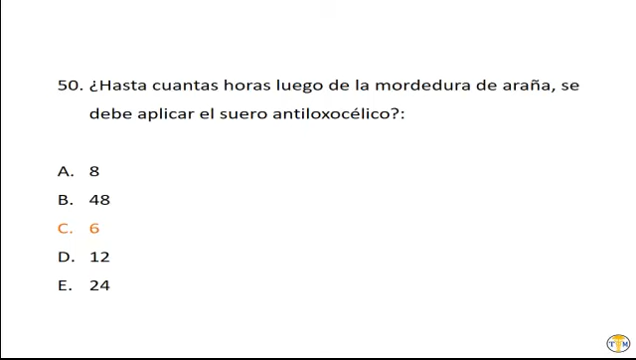 50. ¿Hasta cuantas horas luego de la mordedura de araña, se
debe aplicar el suero antiloxocélico?:
A. 8
B. 48
C. 6
D. 12
E. 24
TM